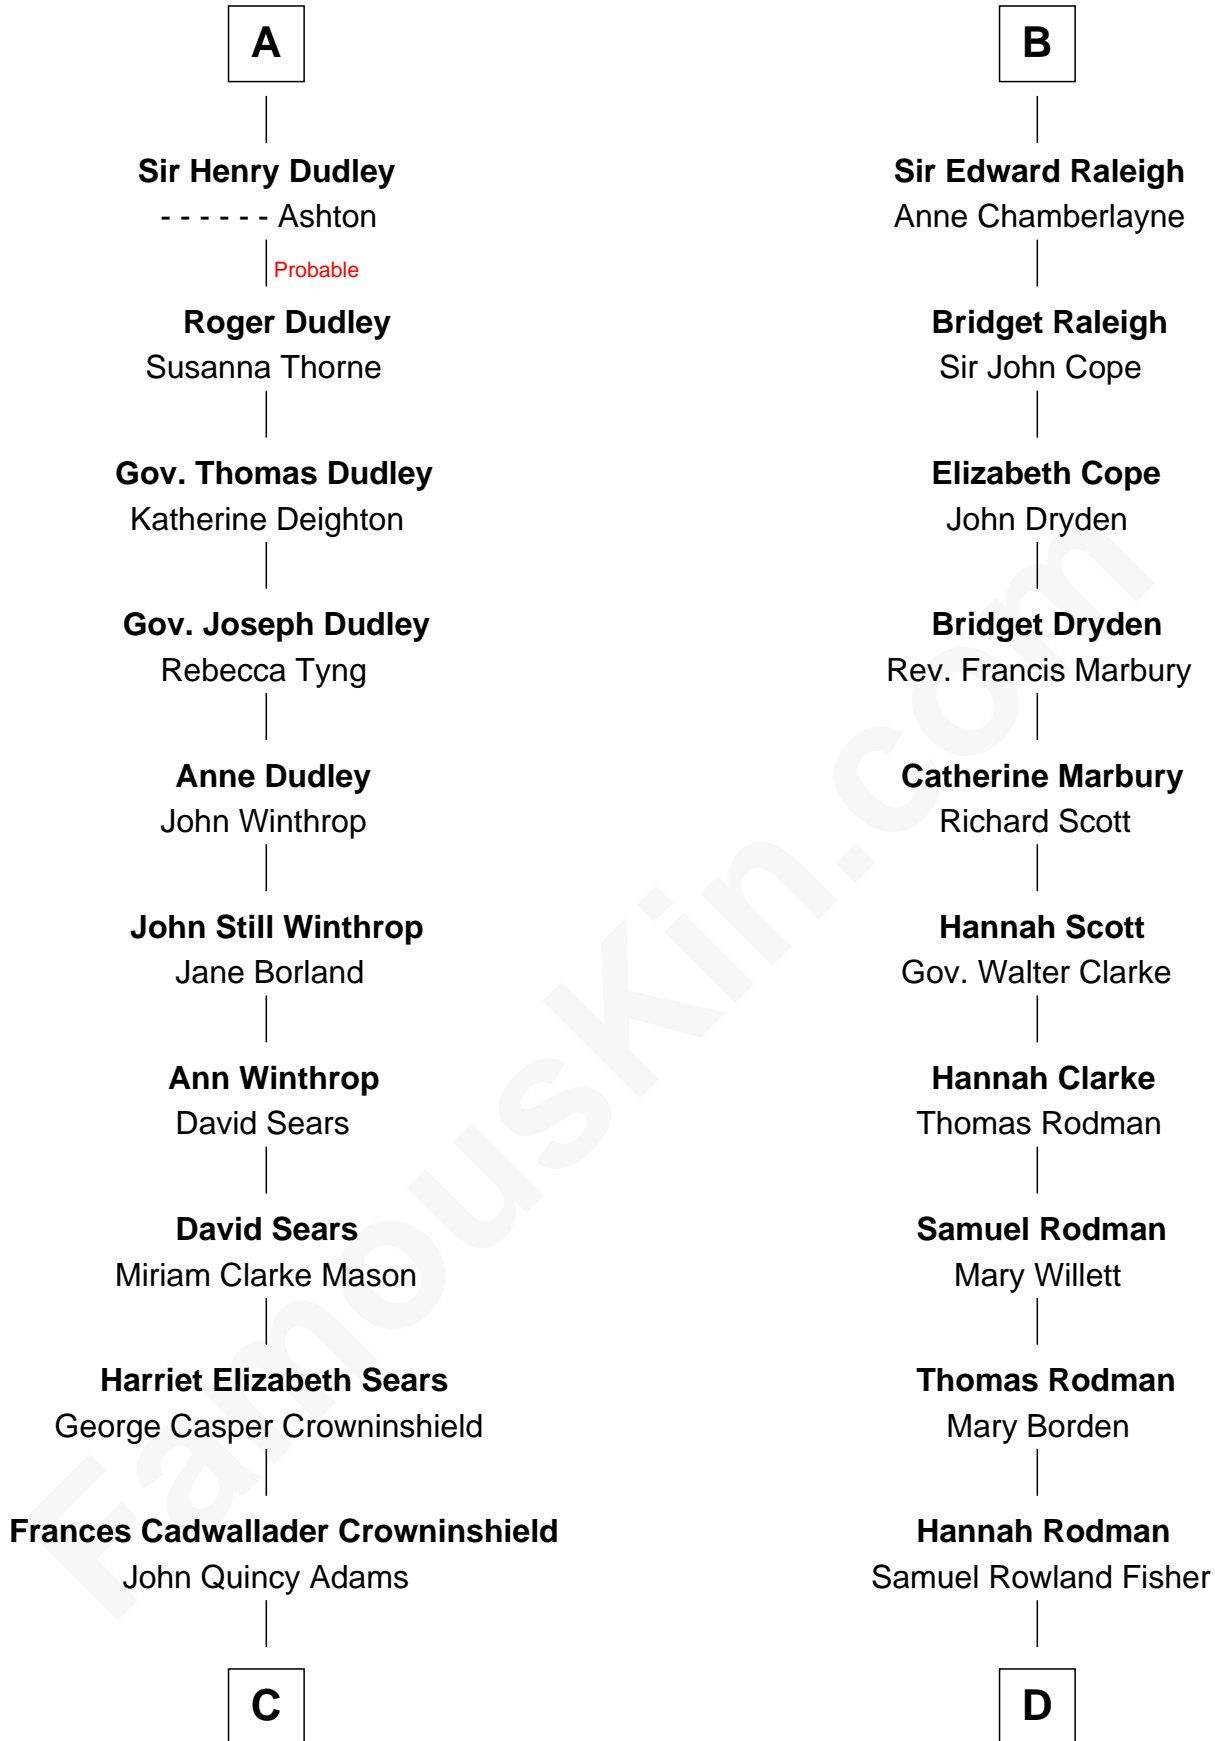 A
Sir Henry Dudley
- - - - - - Ashton
Probable
Roger Dudley
Susanna Thorne
Gov. Thomas Dudley
Katherine Deighton
Gov. Joseph Dudley
Rebecca Tyng
Anne Dudley
John Winthrop
John Still Winthrop
Jane Borland
Ann Winthrop
David Sears
David Sears
Miriam Clarke Mason
Harriet Elizabeth Sears
George Casper Crowninshield
Frances Cadwallader Crowninshield
John Quincy Adams
C
B
Sir Edward Raleigh
Anne Chamberlayne
Bridget Raleigh
Sir John Cope
Elizabeth Cope
John Dryden
Bridget Dryden
Rev. Francis Marbury
Catherine Marbury
Richard Scott
Hannah Scott
Gov. Walter Clarke
Hannah Clarke
Thomas Rodman
Samuel Rodman
Mary Willett
Thomas Rodman
Mary Borden
Hannah Rodman
Samuel Rowland Fisher
D
FamousKin.com